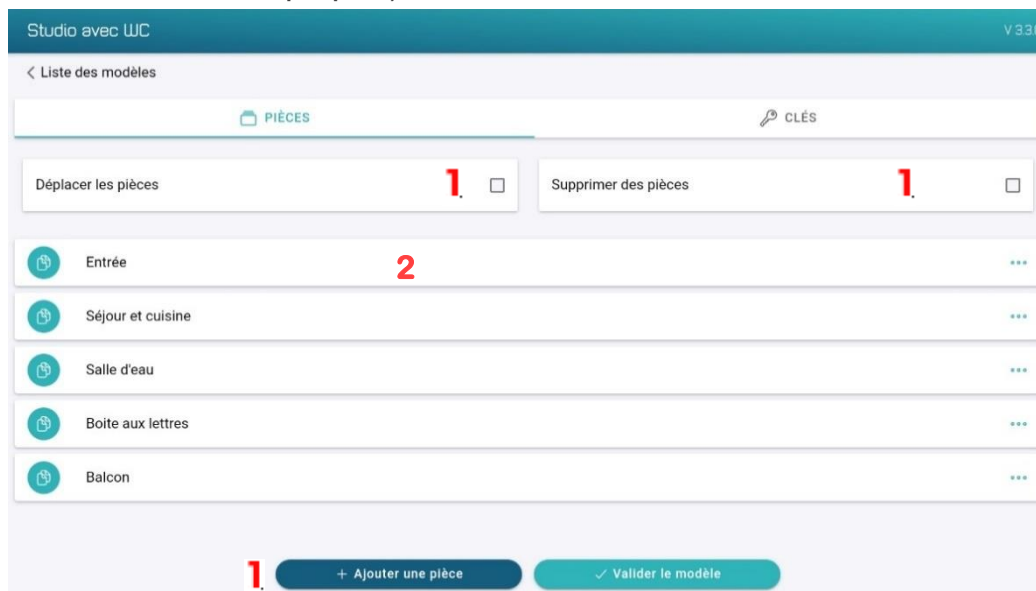 Studio avec WC V 3.3.
< Liste des modèles
PIÈCES CLÉS
Déplacer les pièces 1. Supprimer des pièces 1.
Entrée 2
Séjour et cuisine
Salle d'eau
Boite aux lettres
Balcon
1. + Ajouter une pièce ✓ Valider le modèle